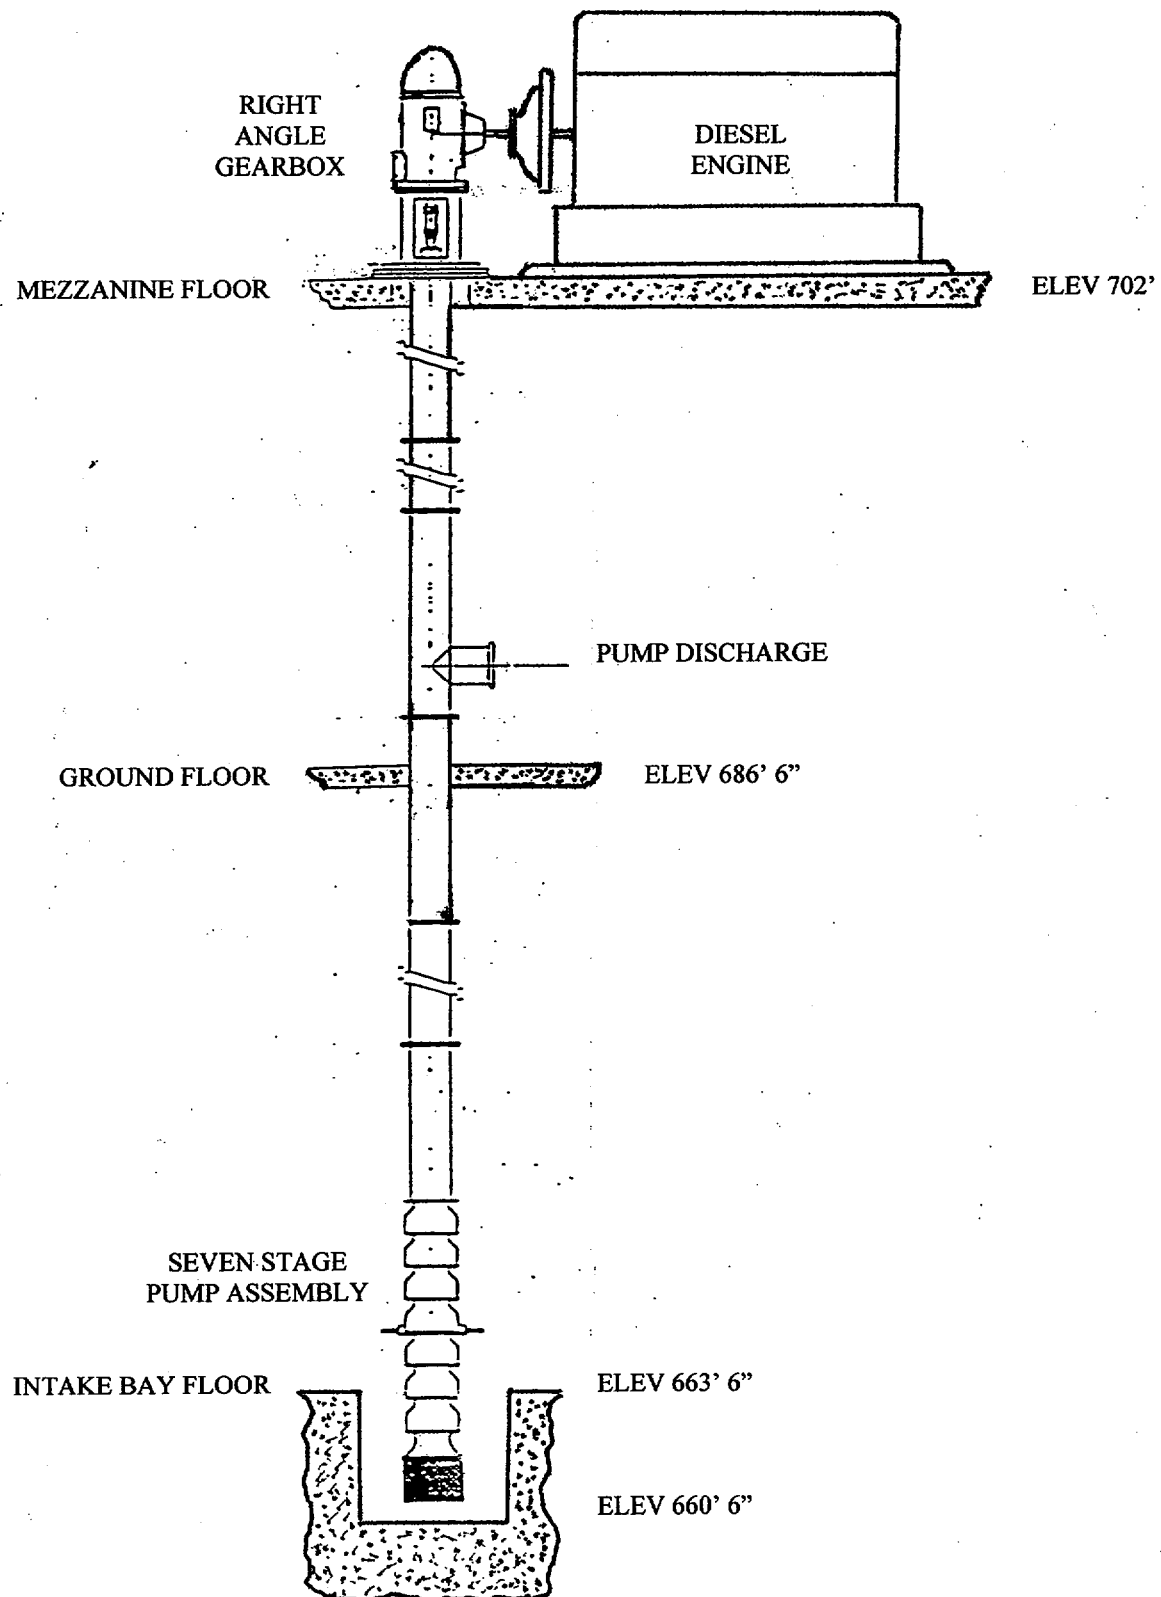 RIGHT
ANGLE
GEARBOX
DIESEL
ENGINE
MEZZANINE FLOOR
ELEV 702'
PUMP DISCHARGE
GROUND FLOOR
ELEV 686' 6”
SEVEN STAGE
PUMP ASSEMBLY
INTAKE BAY FLOOR
ELEV 663' 6”
ELEV 660' 6”